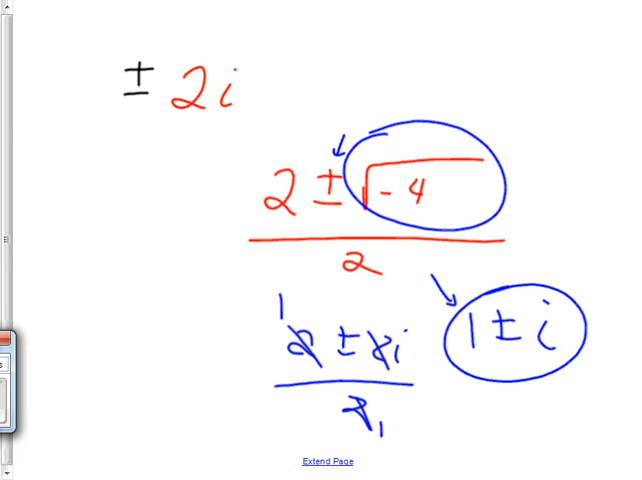 ± 2i
2 ± √-4
2
1
2 ± 2i
2 1
1 ± i
Extend Page